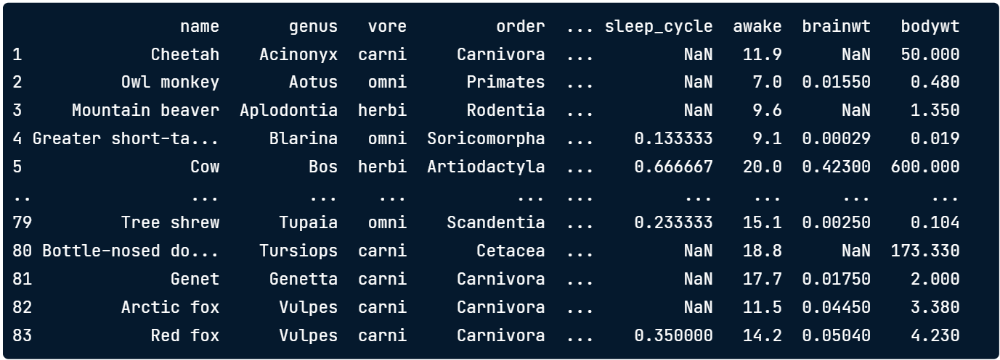 name genus vore order ... sleep_cycle awake brainwt bodywt
1 Cheetah Acinonyx carni Carnivora ... NaN 11.9 NaN 50.000
2 Owl monkey Aotus omni Primates ... NaN 7.0 0.01550 0.480
3 Mountain beaver Aplodontia herbi Rodentia ... NaN 9.6 NaN 1.350
4 Greater short-ta... Blarina omni Soricomorpha ... 0.133333 9.1 0.00029 0.019
5 Cow Bos herbi Artiodactyla ... 0.666667 20.0 0.42300 600.000
.. ... ... ... ... ... ... ... ... ...
79 Tree shrew Tupaia omni Scandentia ... 0.233333 15.1 0.00250 0.104
80 Bottle-nosed do... Tursiops carni Cetacea ... NaN 18.8 NaN 173.330
81 Genet Genetta carni Carnivora ... NaN 17.7 0.01750 2.000
82 Arctic fox Vulpes carni Carnivora ... NaN 11.5 0.04450 3.380
83 Red fox Vulpes carni Carnivora ... 0.350000 14.2 0.05040 4.230